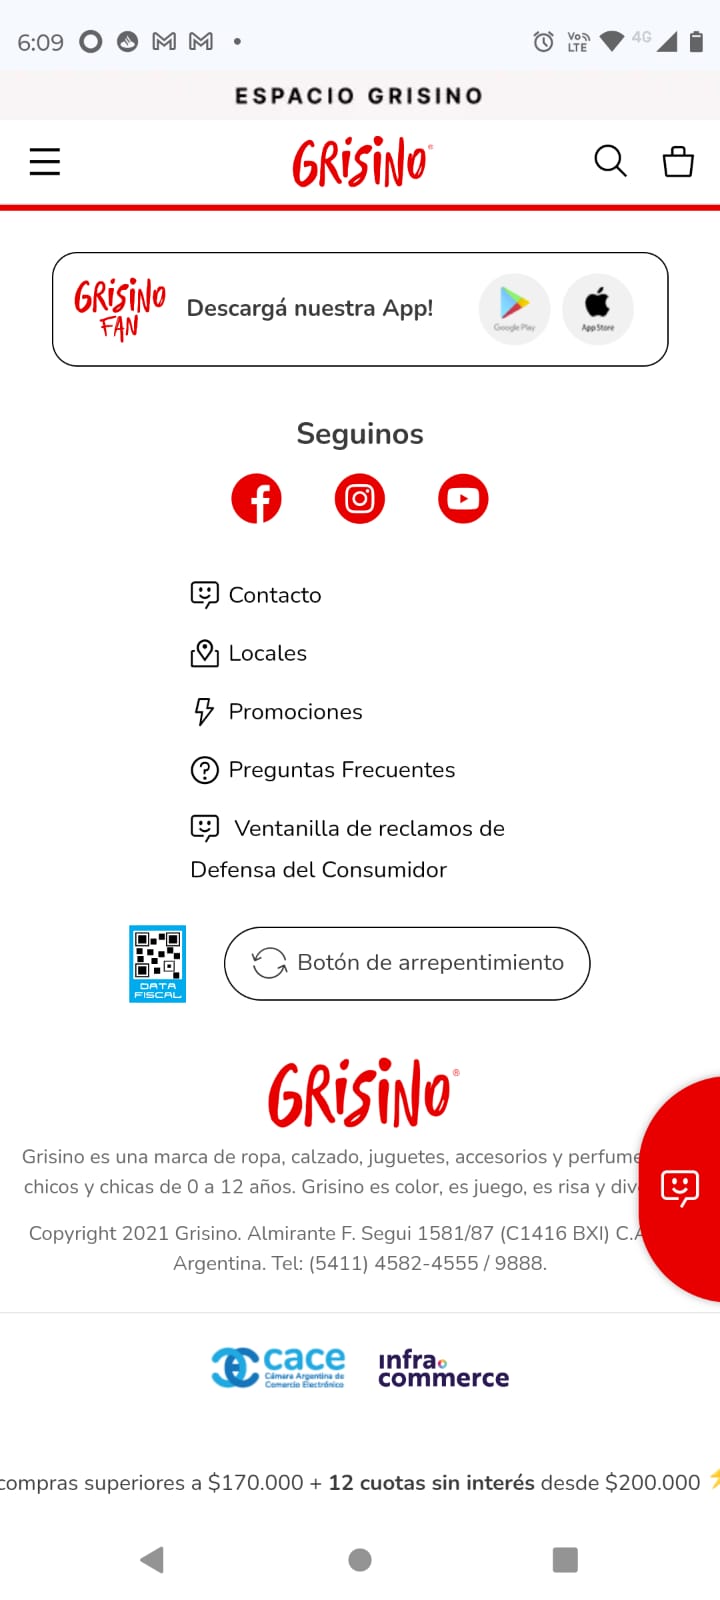 6:09
Vo LTE 4G
ESPACIO GRISINO
GRISINO
GRISINO FAN
Descargá nuestra App!
Google Play
App Store
Seguinos
Contacto
Locales
Promociones
Preguntas Frecuentes
Ventanilla de reclamos de
Defensa del Consumidor
DATA FISCAL
Botón de arrepentimiento
GRISINO
Grisino es una marca de ropa, calzado, juguetes, accesorios y perfume
chicos y chicas de 0 a 12 años. Grisino es color, es juego, es risa y div
Copyright 2021 Grisino. Almirante F. Segui 1581/87 (C1416 BXI) C.A
Argentina. Tel: (5411) 4582-4555 / 9888.
cace
Cámara Argentina de
Comercio Electrónico
infra
commerce
compras superiores a $170.000 + 12 cuotas sin interés desde $200.000